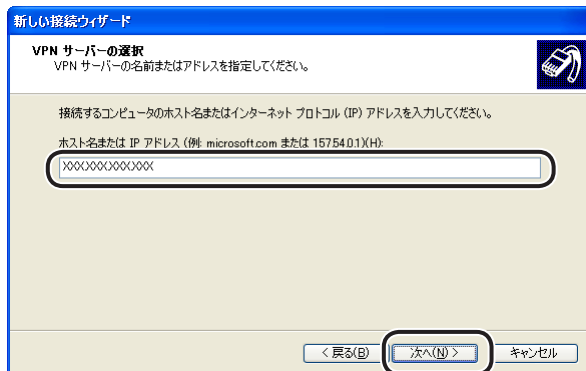 新しい接続ウィザード
VPN サーバーの選択
VPN サーバーの名前またはアドレスを指定してください。
接続するコンピュータのホスト名またはインターネット プロトコル (IP) アドレスを入力してください。
ホスト名または IP アドレス (例: microsoft.com または 157.54.0.1)(H):
XXX.XXX.XXX.XXX
< 戻る(B)
次へ(N) >
キャンセル